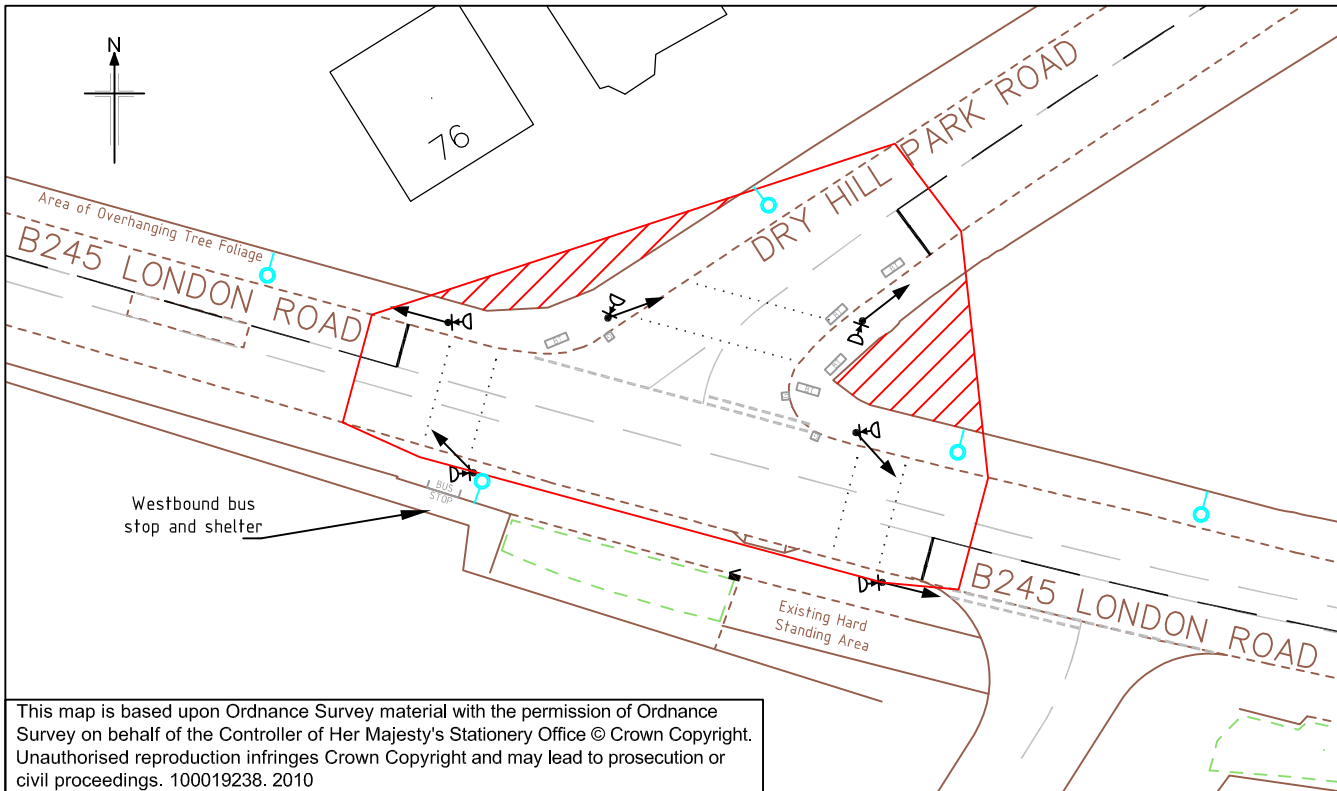 N
76
DRY HILL PARK ROAD
Area of Overhanging Tree Foliage
B245 LONDON ROAD
BUS
STOP
Westbound bus
stop and shelter
Existing Hard
Standing Area
B245 LONDON ROAD
This map is based upon Ordnance Survey material with the permission of Ordnance
Survey on behalf of the Controller of Her Majesty's Stationery Office © Crown Copyright.
Unauthorised reproduction infringes Crown Copyright and may lead to prosecution or
civil proceedings. 100019238. 2010